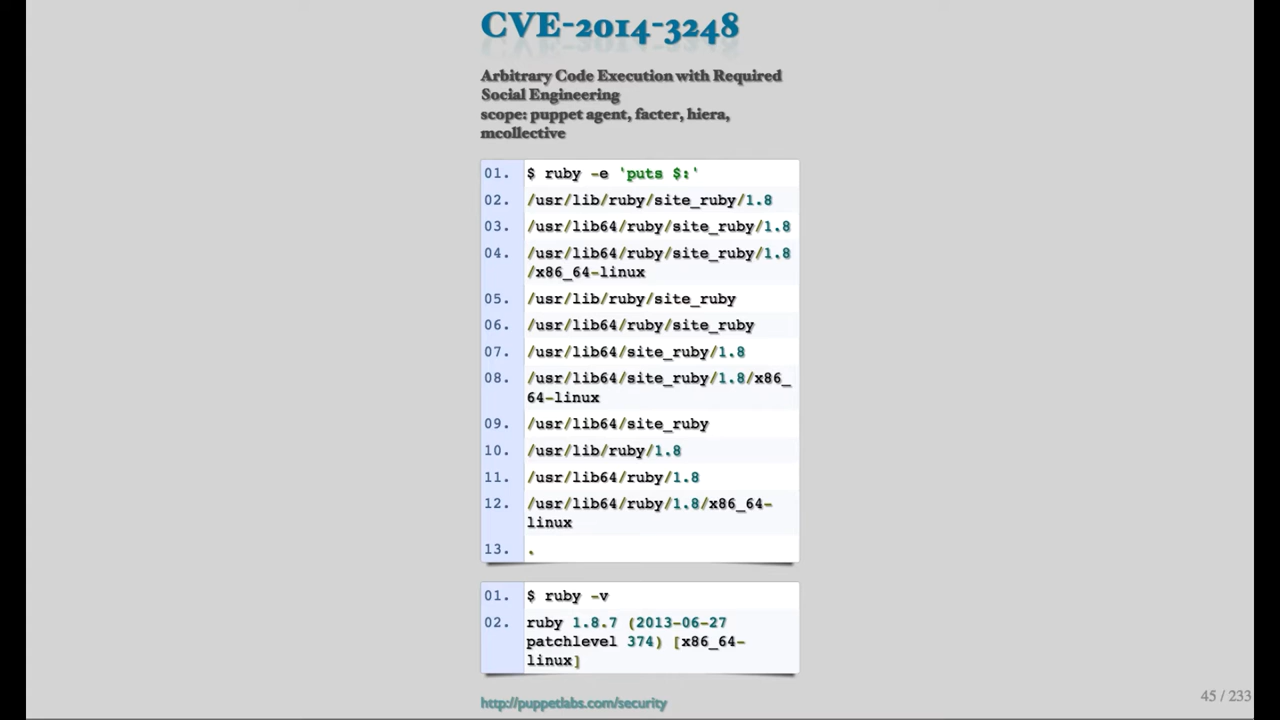 CVE-2014-3248
Arbitrary Code Execution with Required
Social Engineering
scope: puppet agent, facter, hiera,
mcollective
01. $ ruby -e 'puts $:'
02. /usr/lib/ruby/site_ruby/1.8
03. /usr/lib64/ruby/site_ruby/1.8
04. /usr/lib64/ruby/site_ruby/1.8
/x86_64-linux
05. /usr/lib/ruby/site_ruby
06. /usr/lib64/ruby/site_ruby
07. /usr/lib64/site_ruby/1.8
08. /usr/lib64/site_ruby/1.8/x86_
64-linux
09. /usr/lib64/site_ruby
10. /usr/lib/ruby/1.8
11. /usr/lib64/ruby/1.8
12. /usr/lib64/ruby/1.8/x86_64-
linux
13. .
01. $ ruby -v
02. ruby 1.8.7 (2013-06-27
patchlevel 374) [x86_64-
linux]
http://puppetlabs.com/security
45 / 233